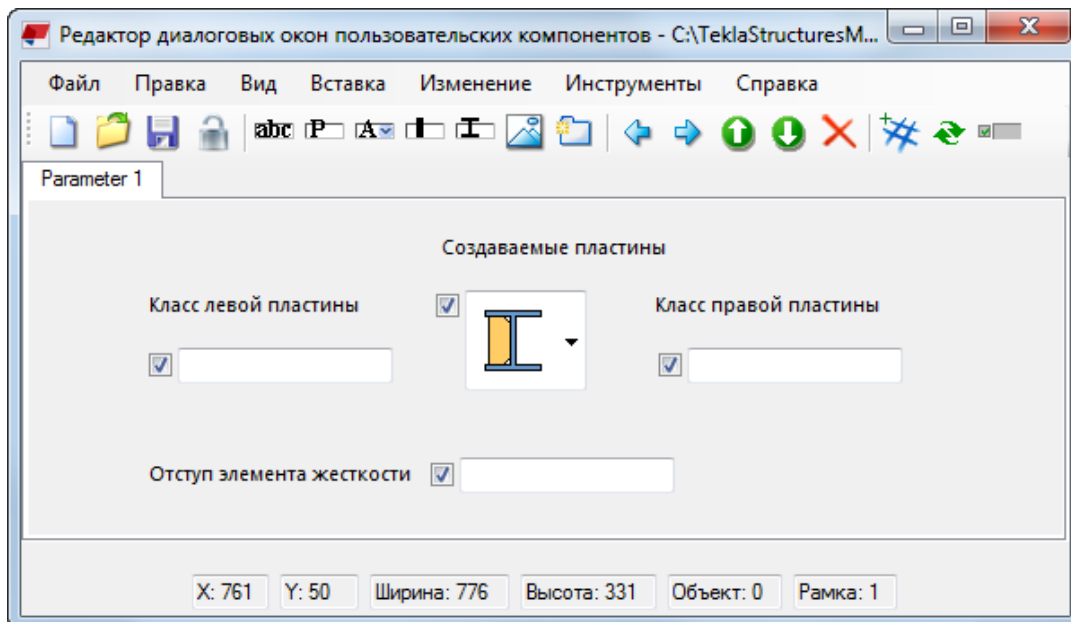 Редактор диалоговых окон пользовательских компонентов - C:\TeklaStructuresM...
Файл Правка Вид Вставка Изменение Инструменты Справка
abc P A
Parameter 1
Создаваемые пластины
Класс левой пластины Класс правой пластины
Отступ элемента жесткости
X: 761 Y: 50 Ширина: 776 Высота: 331 Объект: 0 Рамка: 1